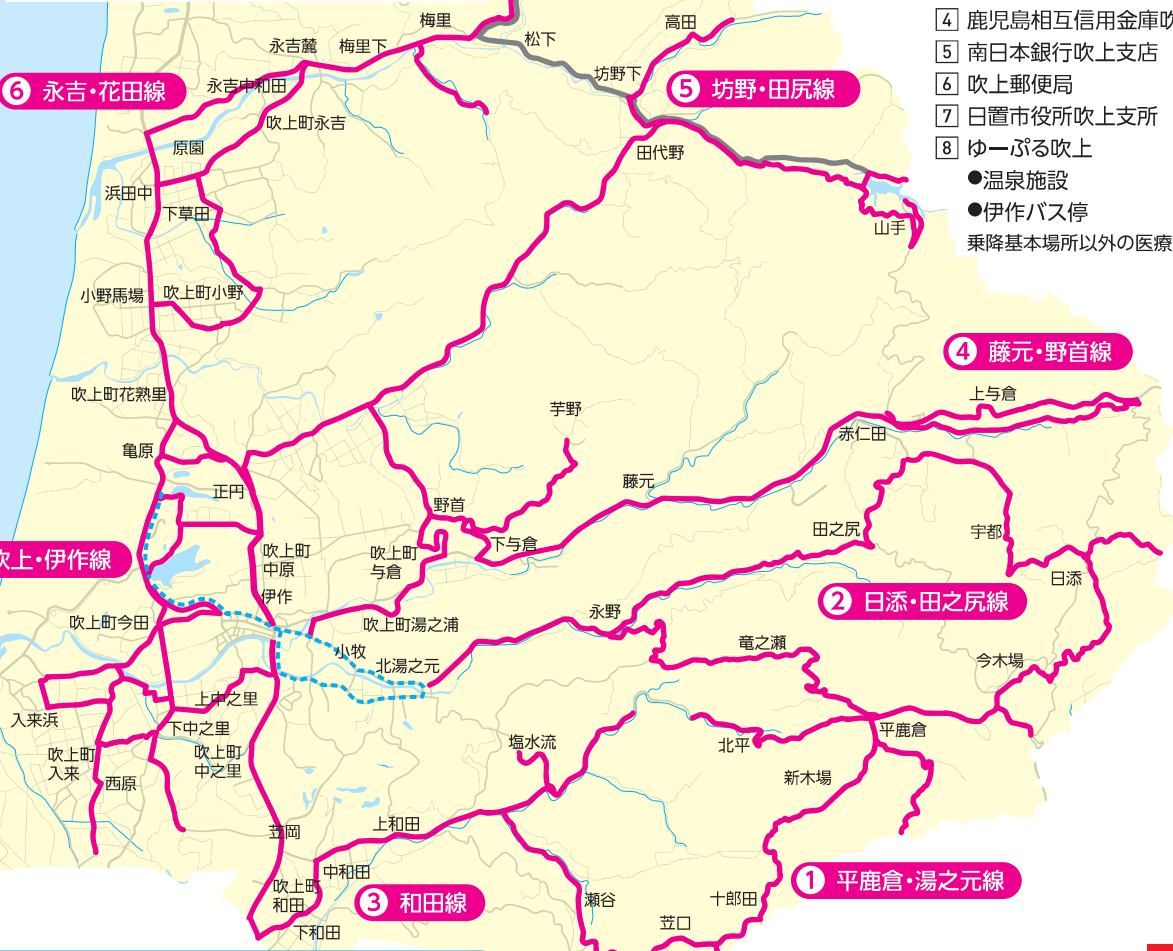 梅里
高田
4 鹿児島相互信用金庫吹
永吉麓
梅里下
松下
5 南日本銀行吹上支店
坊野下
6 吹上郵便局
6 永吉・花田線
永吉中和田
5 坊野・田尻線
7 日置市役所吹上支所
吹上町永吉
8 ゆーぷる吹上
原園
田代野
●温泉施設
浜田中
下草田
●伊作バス停
山手
乗降基本場所以外の医療
小野馬場
吹上町小野
4 藤元・野首線
吹上町花熟里
上与倉
芋野
赤仁田
亀原
正円
藤元
野首
田之尻
宇都
下与倉
吹上・伊作線
吹上町
中原
吹上町
与倉
日添
伊作
2 日添・田之尻線
永野
吹上町今田
吹上町湯之浦
小牧
竜之瀬
北湯之元
今木場
上中之里
入来浜
下中之里
平鹿倉
塩水流
北平
吹上町
入来
吹上町
中之里
西原
新木場
上和田
苙岡
中和田
1 平鹿倉・湯之元線
吹上町
和田
3 和田線
瀬谷
十郎田
苙口
下和田